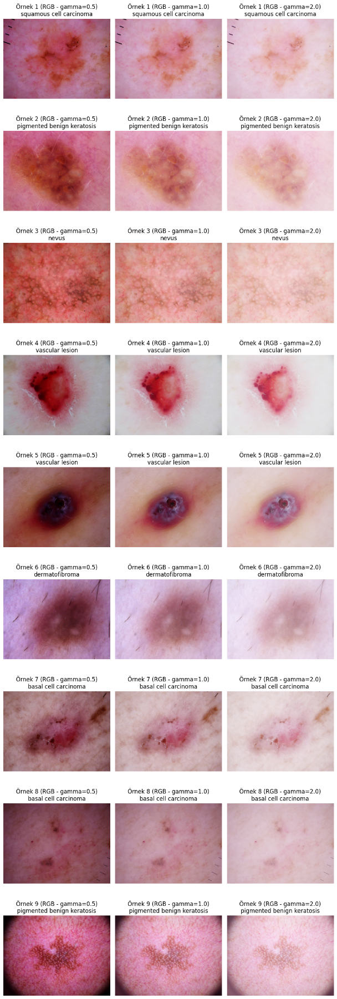 Örnek 1 (RGB - gamma=0.5)
squamous cell carcinoma
Örnek 1 (RGB - gamma=1.0)
squamous cell carcinoma
Örnek 1 (RGB - gamma=2.0)
squamous cell carcinoma
Örnek 2 (RGB - gamma=0.5)
pigmented benign keratosis
Örnek 2 (RGB - gamma=1.0)
pigmented benign keratosis
Örnek 2 (RGB - gamma=2.0)
pigmented benign keratosis
Örnek 3 (RGB - gamma=0.5)
nevus
Örnek 3 (RGB - gamma=1.0)
nevus
Örnek 3 (RGB - gamma=2.0)
nevus
Örnek 4 (RGB - gamma=0.5)
vascular lesion
Örnek 4 (RGB - gamma=1.0)
vascular lesion
Örnek 4 (RGB - gamma=2.0)
vascular lesion
Örnek 5 (RGB - gamma=0.5)
vascular lesion
Örnek 5 (RGB - gamma=1.0)
vascular lesion
Örnek 5 (RGB - gamma=2.0)
vascular lesion
Örnek 6 (RGB - gamma=0.5)
dermatofibroma
Örnek 6 (RGB - gamma=1.0)
dermatofibroma
Örnek 6 (RGB - gamma=2.0)
dermatofibroma
Örnek 7 (RGB - gamma=0.5)
basal cell carcinoma
Örnek 7 (RGB - gamma=1.0)
basal cell carcinoma
Örnek 7 (RGB - gamma=2.0)
basal cell carcinoma
Örnek 8 (RGB - gamma=0.5)
basal cell carcinoma
Örnek 8 (RGB - gamma=1.0)
basal cell carcinoma
Örnek 8 (RGB - gamma=2.0)
basal cell carcinoma
Örnek 9 (RGB - gamma=0.5)
pigmented benign keratosis
Örnek 9 (RGB - gamma=1.0)
pigmented benign keratosis
Örnek 9 (RGB - gamma=2.0)
pigmented benign keratosis